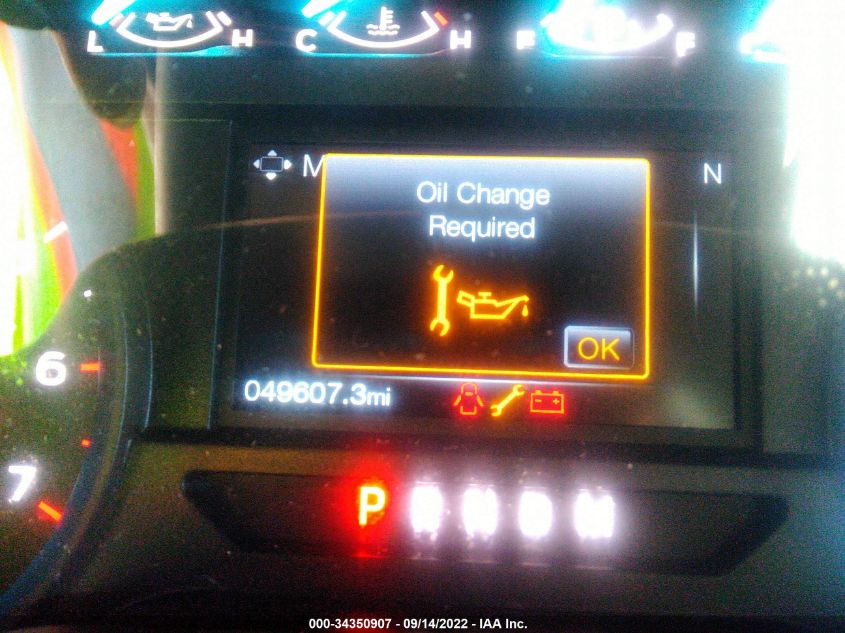 L H C H E F
M N
Oil Change
Required
OK
049607.3mi
6
7
P R N D M
000-34350907 - 09/14/2022 - IAA Inc.